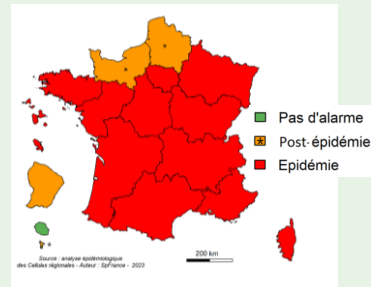 Pas d'alarme
Post-épidémie
Epidémie
200 km
Source : analyse épidémiologique
des Cellules régionales - Auteur : SpFrance - 2023